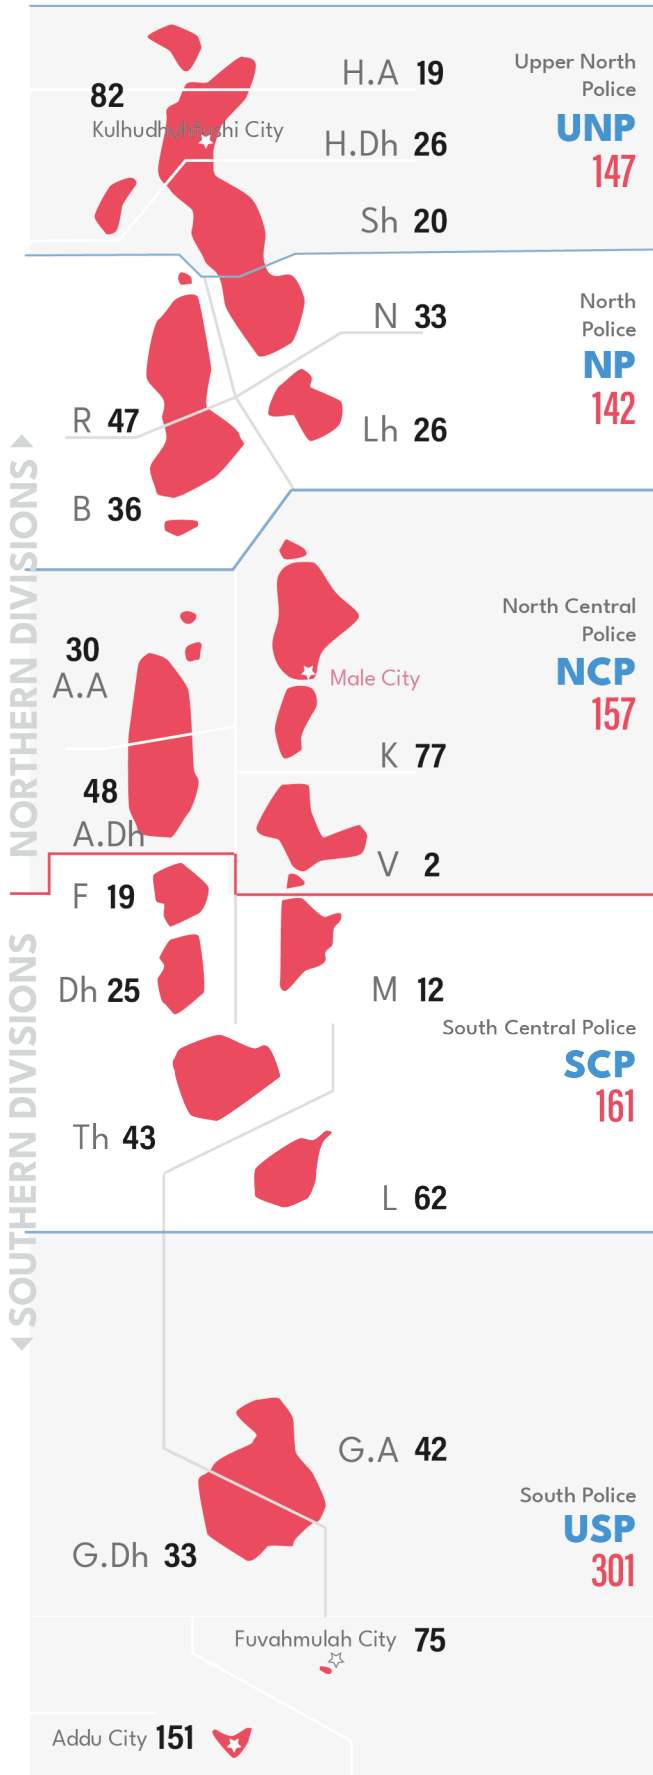 H.A 19
Upper North
Police
82
UNP
Kulhudhuhfushi City
H.Dh 26
147
Sh 20
N 33
North
Police
NP
142
R 47
Lh 26
B 36
NORTHERN DIVISIONS
North Central
Police
30
A.A
NCP
Male City
157
K 77
48
A.Dh
V 2
F 19
Dh 25
M 12
South Central Police
SCP
161
Th 43
L 62
SOUTHERN DIVISIONS
G.A 42
South Police
USP
301
G.Dh 33
Fuvahmulah City 75
Addu City 151